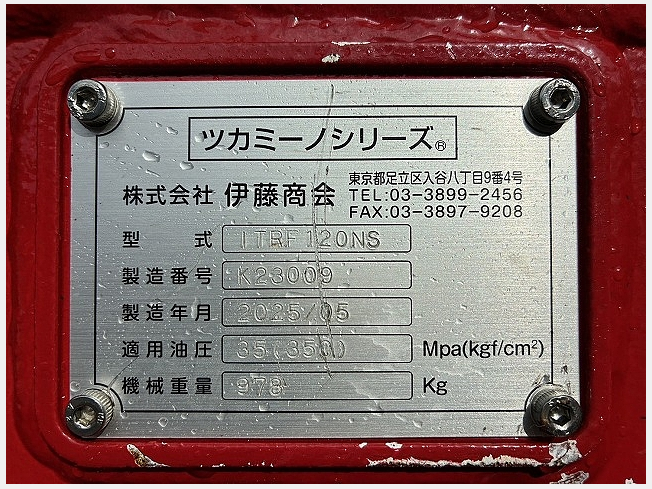 ツカミーノシリーズ®
株式会社 伊藤商会
東京都足立区入谷八丁目9番4号
TEL:03-3899-2456
FAX:03-3897-9208
型 式 ITRF120NS
製造番号 K23009
製造年月 2025/05
適用油圧 35(350) Mpa(kgf/cm²)
機械重量 978 Kg